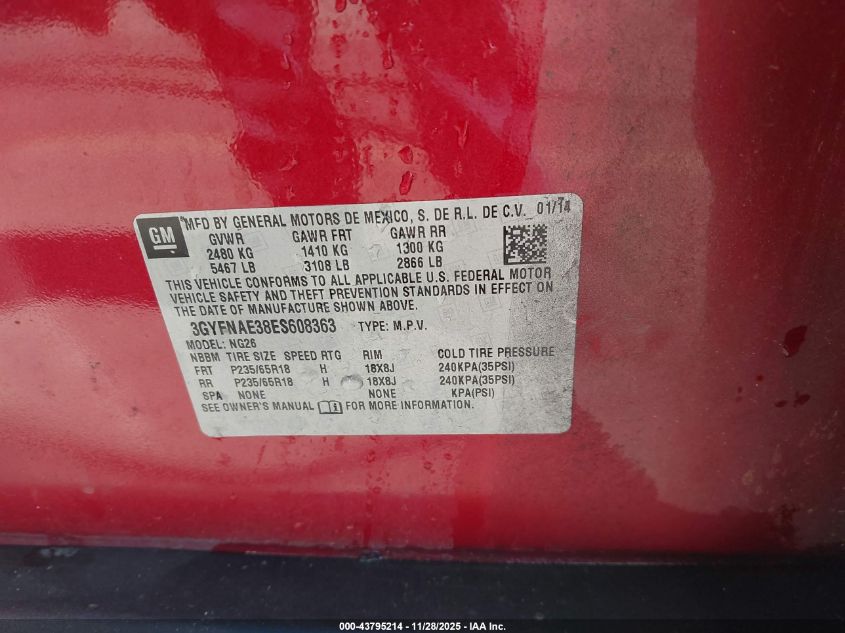 GM
MFD BY GENERAL MOTORS DE MEXICO, S. DE R.L. DE C.V. 01/14
GVWR GAWR FRT GAWR RR
2480 KG 1410 KG 1300 KG
5467 LB 3108 LB 2866 LB
THIS VEHICLE CONFORMS TO ALL APPLICABLE U.S. FEDERAL MOTOR
VEHICLE SAFETY AND THEFT PREVENTION STANDARDS IN EFFECT ON
THE DATE OF MANUFACTURE SHOWN ABOVE.
3GYFNAE38ES608363 TYPE: M.P.V.
MODEL: NG26
NBBM TIRE SIZE SPEED RTG RIM COLD TIRE PRESSURE
FRT P235/65R18 H 18X8J 240KPA(35PSI)
RR P235/65R18 H 18X8J 240KPA(35PSI)
SPA NONE NONE KPA(PSI)
SEE OWNER'S MANUAL FOR MORE INFORMATION.
000-43795214 - 11/28/2025 - IAA Inc.